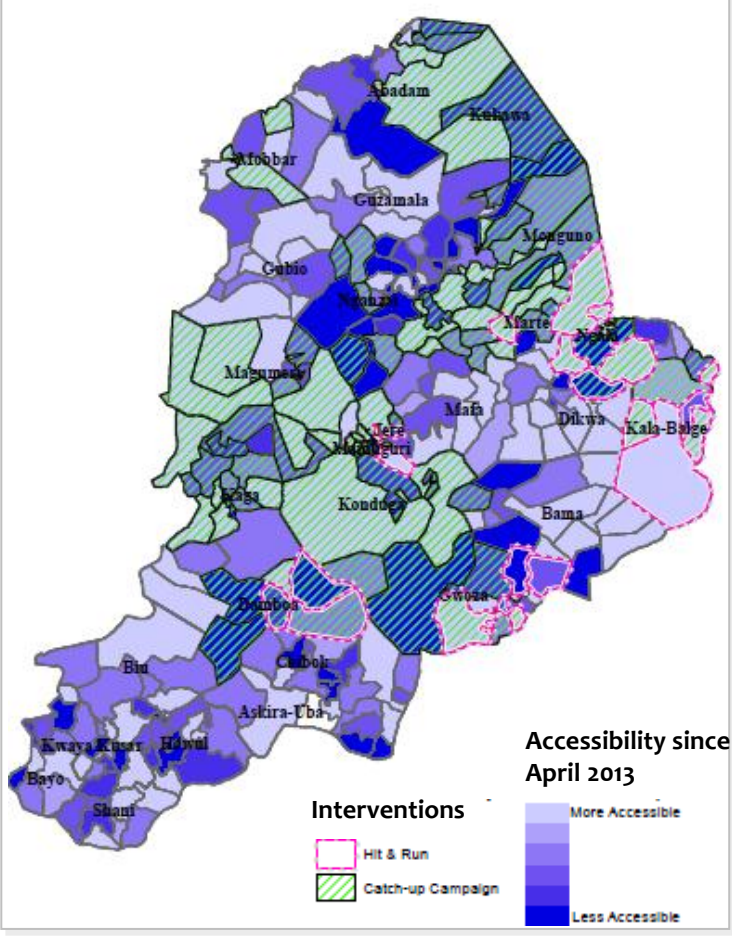 Abadam
Kukawa
Mobbar
Guzamala
Monguno
Gubio
Nganzai
Marte
Ngala
Magumeri
Mafa
Dikwa
Kala-Balge
Jere
Maiduguri
Kaga
Konduga
Bama
Gwoza
Damboa
Biu
Chibok
Askira-Uba
Kwaya Kusar
Hawul
Bayo
Shani
Accessibility since
April 2013
Interventions
More Accessible
Hit & Run
Catch-up Campaign
Less Accessible